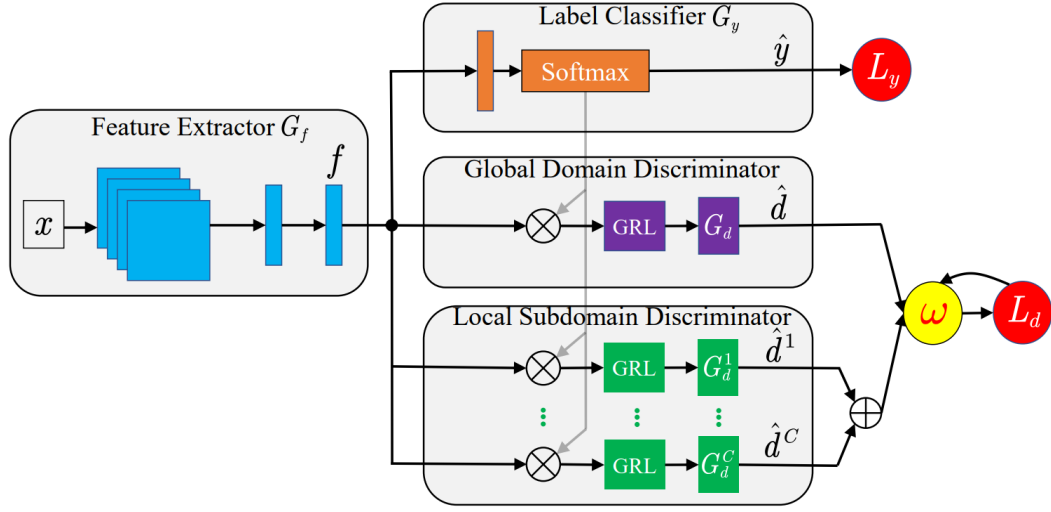 Label Classifier G_y
Softmax
ŷ
L_y
Feature Extractor G_f
x
f
Global Domain Discriminator
GRL
G_d
d̂
ω
L_d
Local Subdomain Discriminator
GRL
G_d^1
d̂^1
GRL
G_d^C
d̂^C